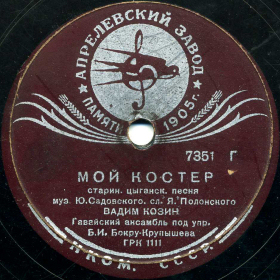 АПРЕЛЕВСКИЙ ЗАВОД
ПАМЯТИ 1905 г.
7351 Г
МОЙ КОСТЕР
старин. цыганск. песня
муз. Ю.Садовского. сл. Я. Полонского
ВАДИМ КОЗИН
Гавайский ансамбль под упр.
Б.И. Бокру-Крупышева
ГРК 1111
НКОМ. СССР